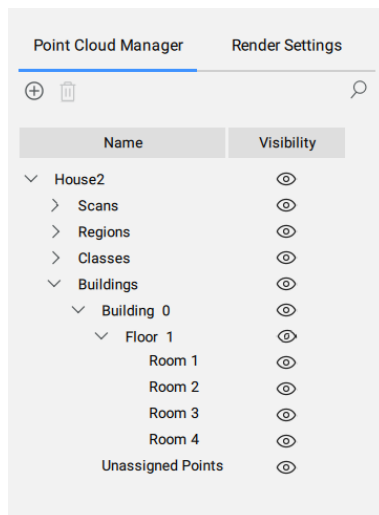 Point Cloud Manager Render Settings
Name Visibility
House2
Scans
Regions
Classes
Buildings
Building 0
Floor 1
Room 1
Room 2
Room 3
Room 4
Unassigned Points